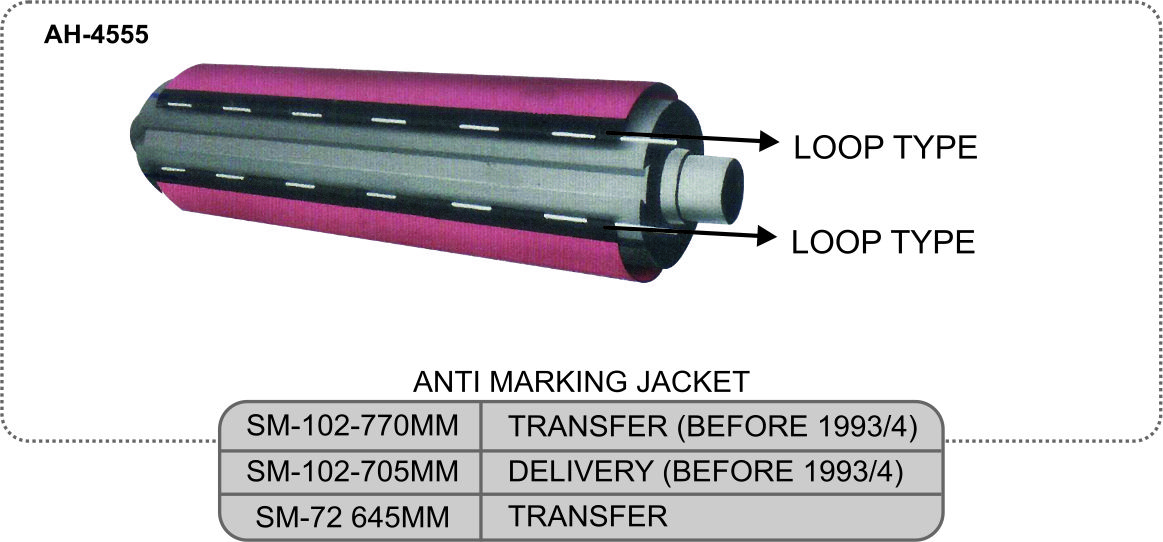 AH-4555
LOOP TYPE
LOOP TYPE
ANTI MARKING JACKET
SM-102-770MM TRANSFER (BEFORE 1993/4)
SM-102-705MM DELIVERY (BEFORE 1993/4)
SM-72 645MM TRANSFER